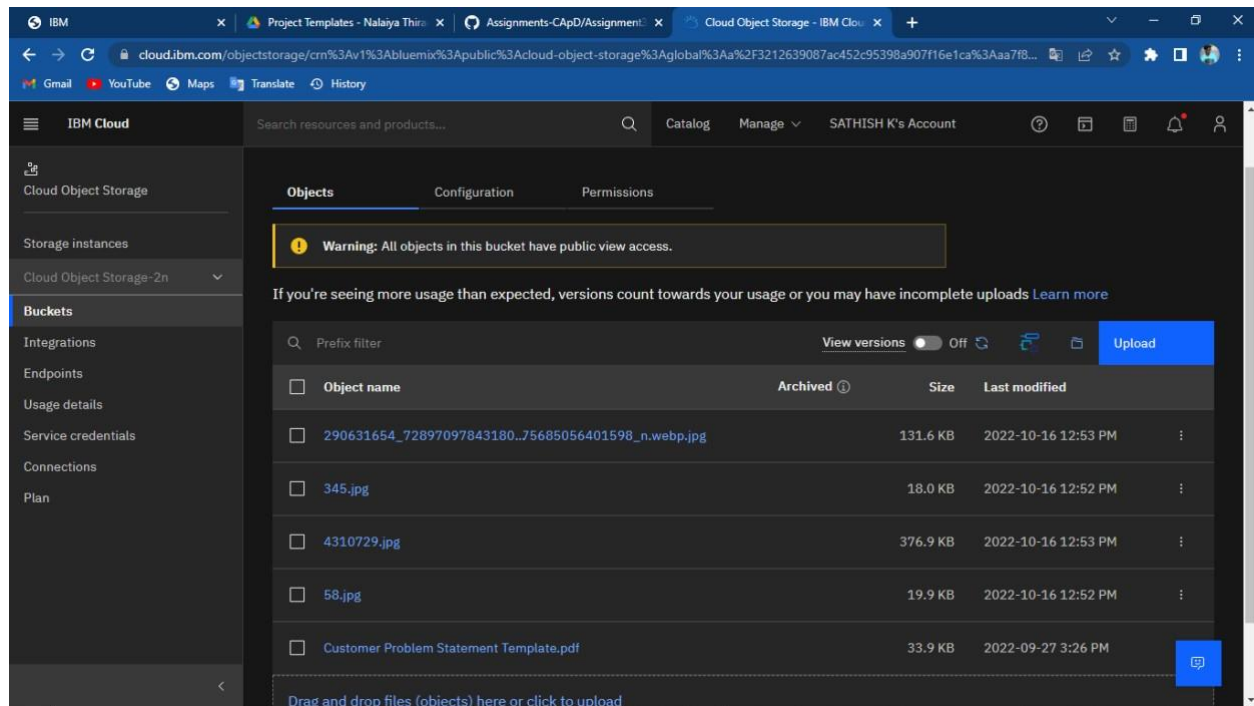 IBM
Project Templates - Nalaiya Thira
Assignments-CApD/Assignment3
Cloud Object Storage - IBM Clou
cloud.ibm.com/objectstorage/crn%3Av1%3Abluemix%3Apublic%3Acloud-object-storage%3Aglobal%3Aa%2F3212639087ac452c95398a907f16e1ca%3Aaa7f8...
Gmail YouTube Maps Translate History
IBM Cloud Search resources and products... Catalog Manage SATHISH K's Account
Cloud Object Storage
Storage instances
Cloud Object Storage-2n
Buckets
Integrations
Endpoints
Usage details
Service credentials
Connections
Plan
Objects Configuration Permissions
Warning: All objects in this bucket have public view access.
If you're seeing more usage than expected, versions count towards your usage or you may have incomplete uploads Learn more
Prefix filter View versions Off Upload
Object name Archived Size Last modified
290631654_72897097843180..75685056401598_n.webp.jpg 131.6 KB 2022-10-16 12:53 PM
345.jpg 18.0 KB 2022-10-16 12:52 PM
4310729.jpg 376.9 KB 2022-10-16 12:53 PM
58.jpg 19.9 KB 2022-10-16 12:52 PM
Customer Problem Statement Template.pdf 33.9 KB 2022-09-27 3:26 PM
Drag and drop files (objects) here or click to upload